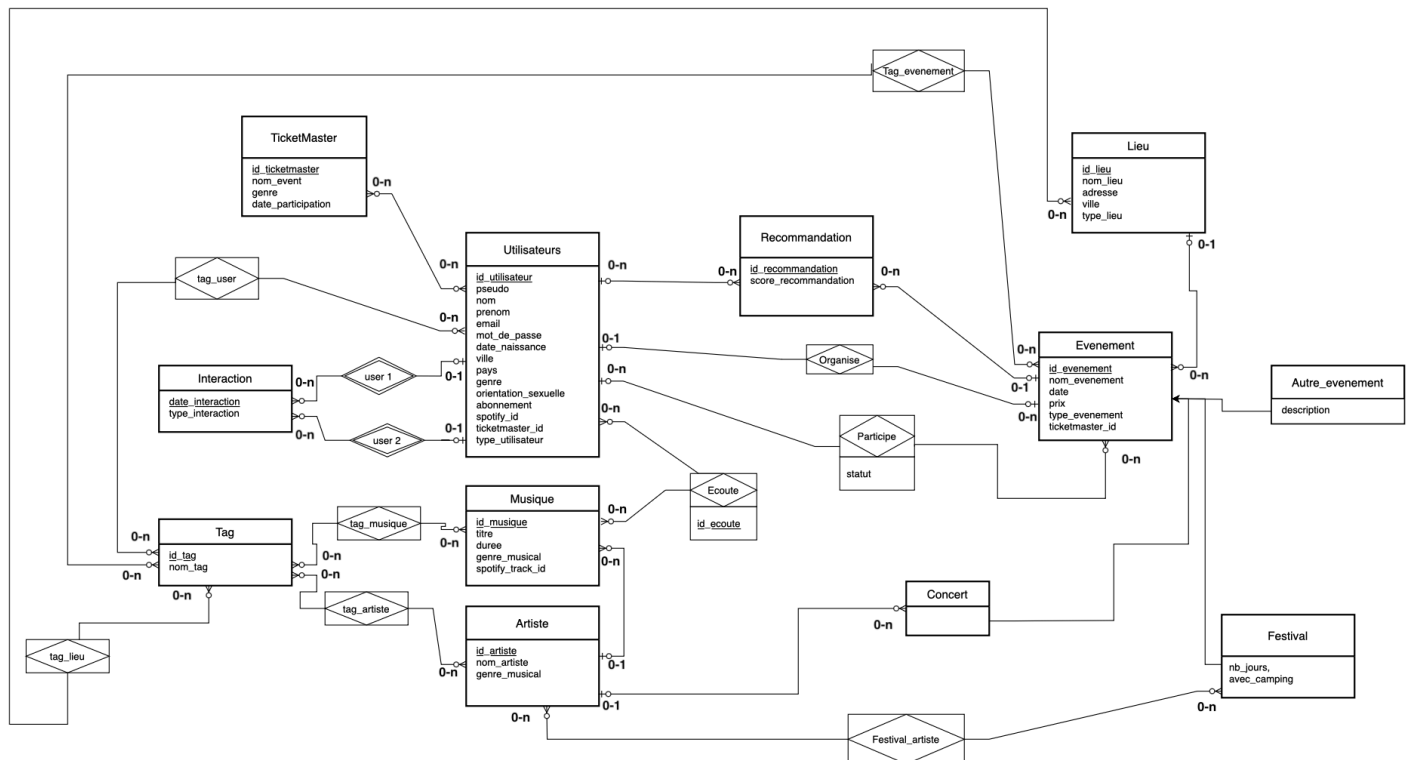 Tag_evenement
TicketMaster
id_ticketmaster
nom_event
genre
date_participation
0-n
0-n
Lieu
id_lieu
nom_lieu
adresse
ville
type_lieu
0-n
0-1
tag_user
0-n
Utilisateurs
id_utilisateur
pseudo
nom
prenom
email
mot_de_passe
date_naissance
ville
pays
genre
orientation_sexuelle
abonnement
spotify_id
ticketmaster_id
type_utilisateur
0-n
0-n
Recommandation
id_recommandation
score_recommandation
0-n
0-1
Organise
0-n
0-n
0-n
0-1
0-n
Evenement
id_evenement
nom_evenement
date
prix
type_evenement
ticketmaster_id
0-n
0-n
Autre_evenement
description
Interaction
date_interaction
type_interaction
0-n
user 1
0-1
0-n
user 2
0-1
Participe
statut
0-n
Ecoute
id_ecoute
Musique
id_musique
titre
duree
genre_musical
spotify_track_id
0-n
0-n
0-n
tag_musique
Tag
id_tag
nom_tag
0-n
0-n
0-n
0-n
0-n
tag_artiste
0-n
tag_lieu
Artiste
id_artiste
nom_artiste
genre_musical
0-1
0-1
0-n
Concert
0-n
Festival
nb_jours,
avec_camping
0-n
Festival_artiste